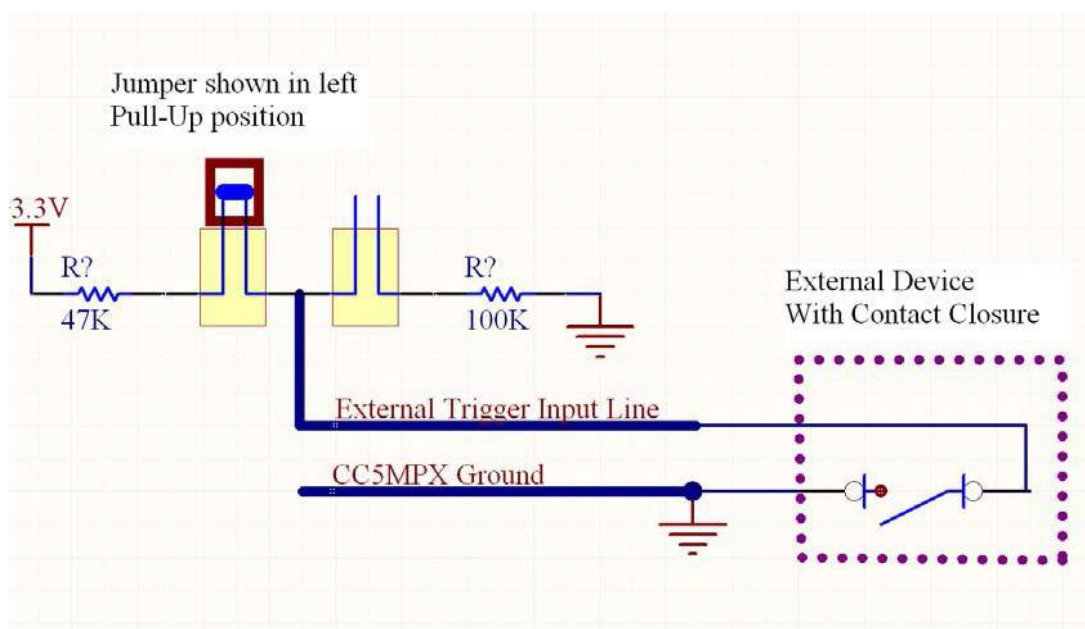 Jumper shown in left
Pull-Up position
3.3V
R?
47K
R?
100K
External Device
With Contact Closure
External Trigger Input Line
CC5MPX Ground